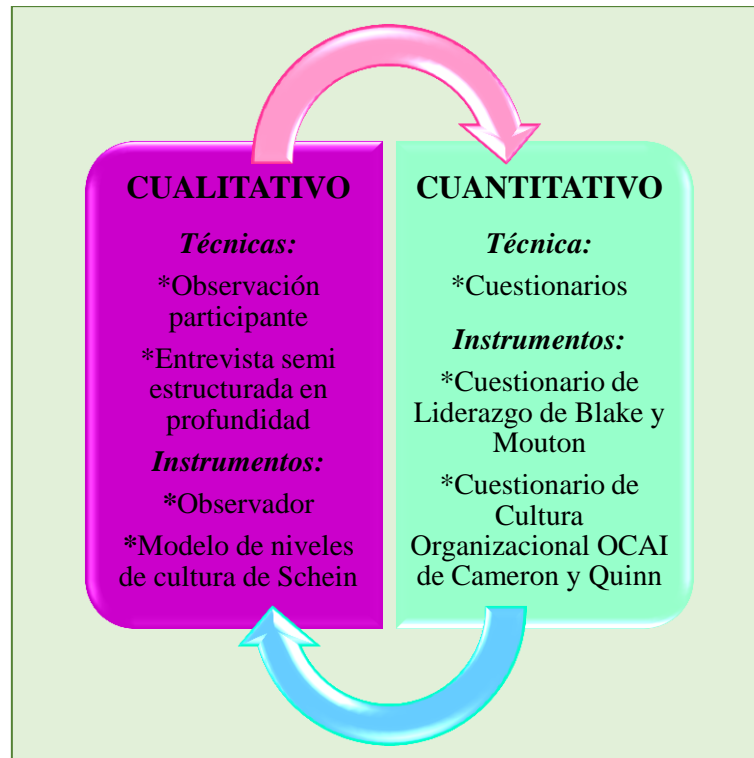 CUALITATIVO
Técnicas:
*Observación
participante
*Entrevista semi
estructurada en
profundidad
Instrumentos:
*Observador
*Modelo de niveles
de cultura de Schein
CUANTITATIVO
Técnica:
*Cuestionarios
Instrumentos:
*Cuestionario de
Liderazgo de Blake y
Mouton
*Cuestionario de
Cultura
Organizacional OCAI
de Cameron y Quinn